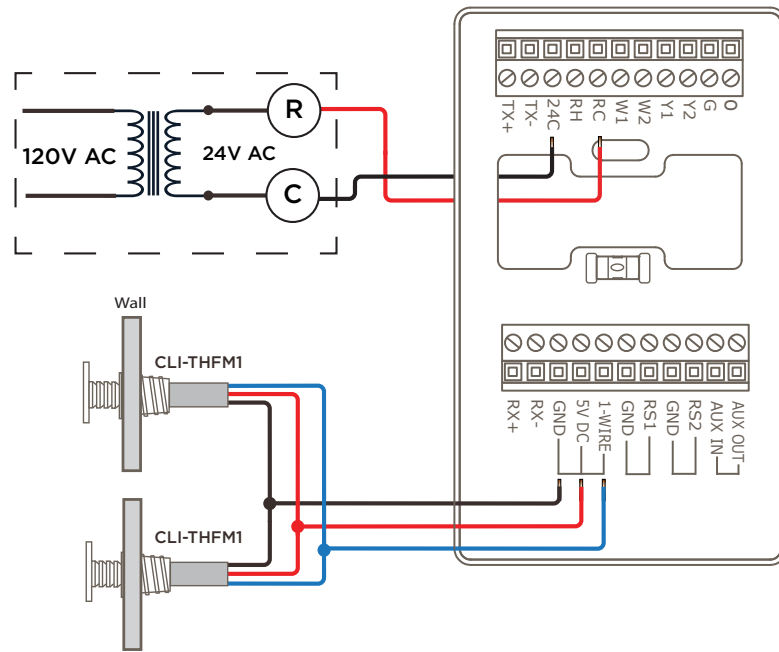 R
120V AC
24V AC
C
TX+
TX-
24C
RH
RC
W1
W2
Y1
Y2
G
O
Wall
CLI-THFM1
CLI-THFM1
RX+
RX-
GND
5V DC
1-WIRE
GND
RS1
GND
RS2
AUX IN
AUX OUT